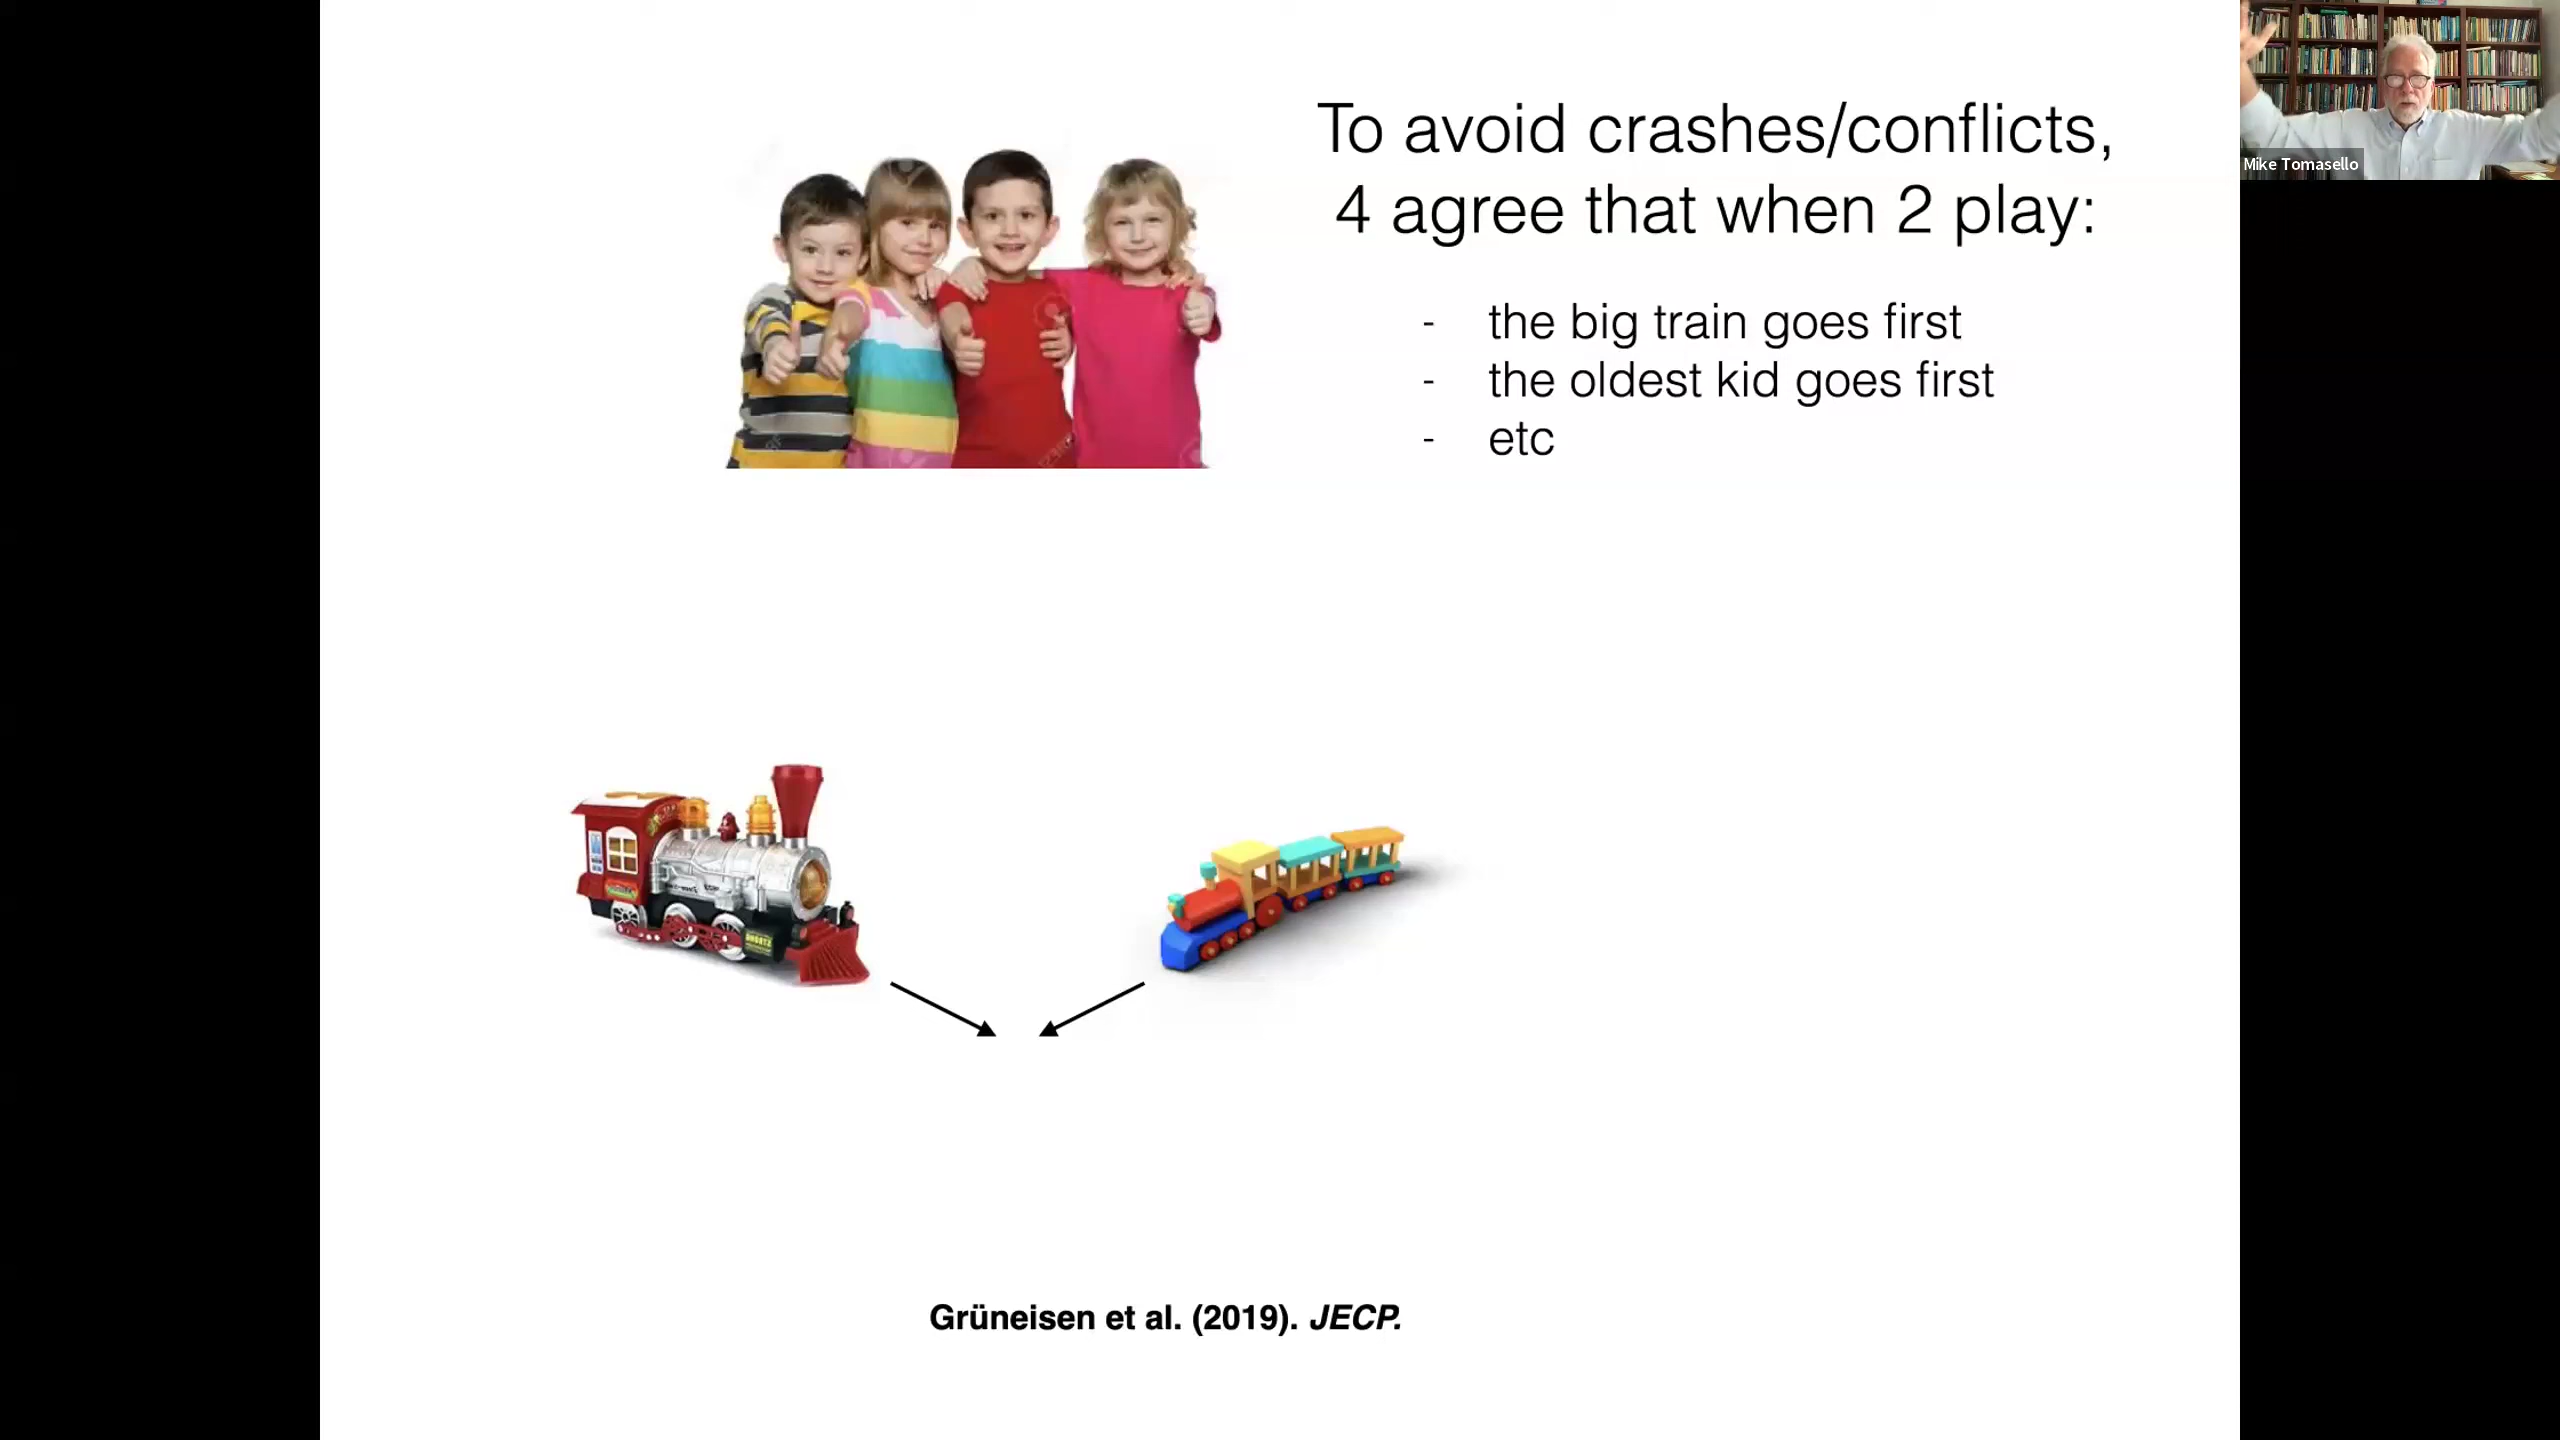 To avoid crashes/conflicts,
4 agree that when 2 play:
- the big train goes first
- the oldest kid goes first
- etc
Mike Tomasello
Grüneisen et al. (2019). JECP.